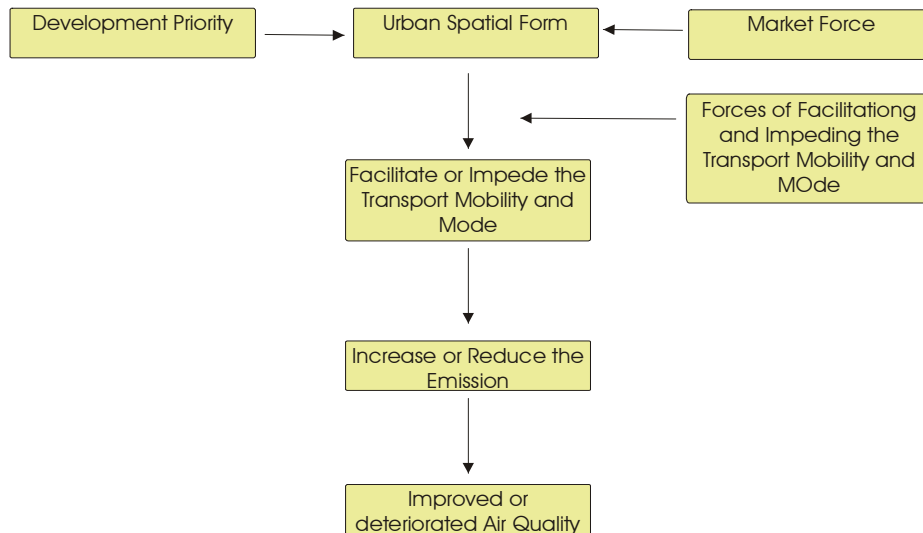 Development Priority
Urban Spatial Form
Market Force
Forces of Facilitationg
and Impeding the
Transport Mobility and
MOde
Facilitate or Impede the
Transport Mobility and
Mode
Increase or Reduce the
Emission
Improved or
deteriorated Air Quality